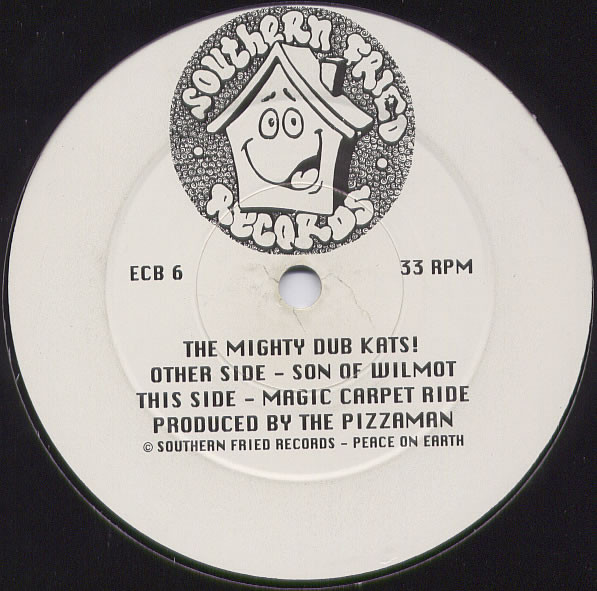 SOUTHERN FRIED
RECORDS
ECB 6
33 RPM
THE MIGHTY DUB KATS!
OTHER SIDE - SON OF WILMOT
THIS SIDE - MAGIC CARPET RIDE
PRODUCED BY THE PIZZAMAN
© SOUTHERN FRIED RECORDS - PEACE ON EARTH